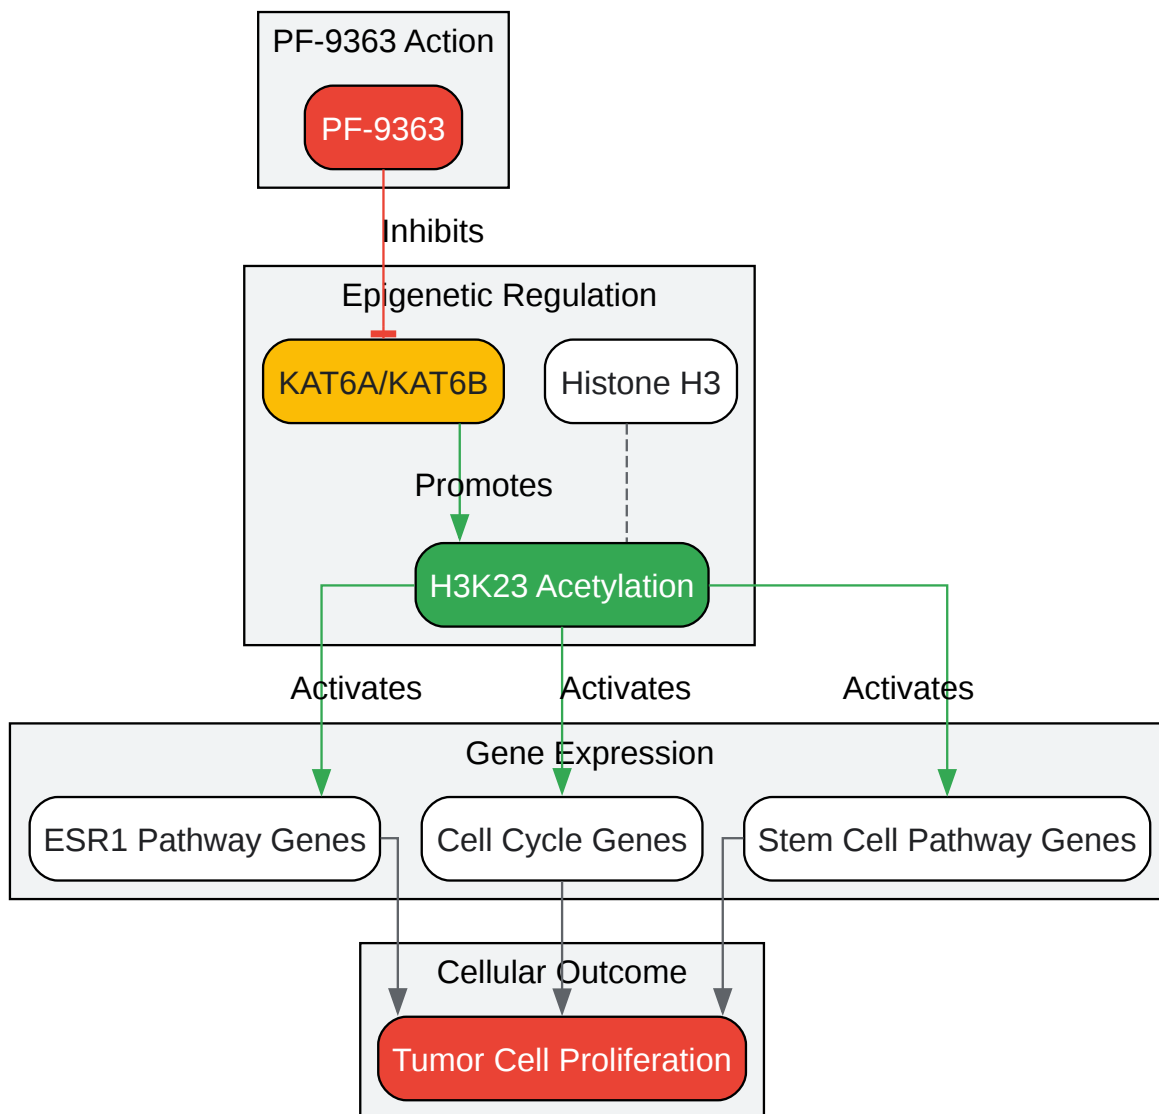 PF-9363 Action
PF-9363
Inhibits
Epigenetic Regulation
KAT6A/KAT6B
Histone H3
Promotes
H3K23 Acetylation
Activates
Activates
Activates
Gene Expression
ESR1 Pathway Genes
Cell Cycle Genes
Stem Cell Pathway Genes
Cellular Outcome
Tumor Cell Proliferation